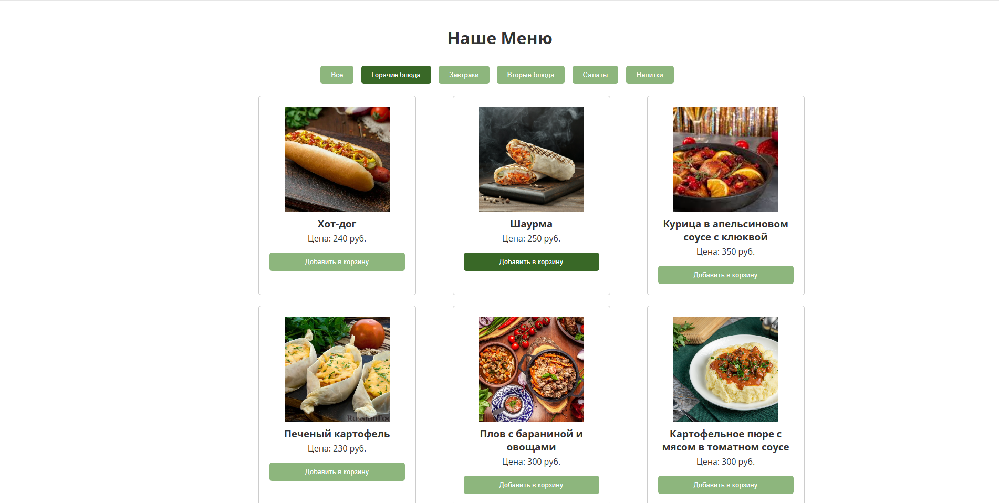 Наше Меню
Все
Горячие блюда
Завтраки
Вторые блюда
Салаты
Напитки
Хот-дог
Цена: 240 руб.
Добавить в корзину
Шаурма
Цена: 250 руб.
Добавить в корзину
Курица в апельсиновом
соусе с клюквой
Цена: 350 руб.
Добавить в корзину
Печеный картофель
Цена: 230 руб.
Добавить в корзину
Плов с бараниной и
овощами
Цена: 300 руб.
Добавить в корзину
Картофельное пюре с
мясом в томатном соусе
Цена: 300 руб.
Добавить в корзину